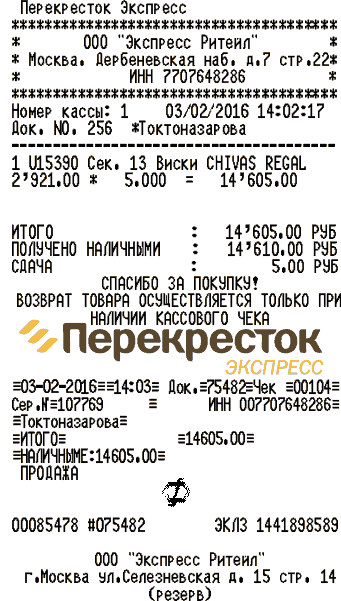 Перекресток Экспресс
****************************************
* ООО "Экспресс Ритейл" *
* Москва. Дербеневская наб. д.7 стр.22*
* ИНН 7707648286 *
****************************************
Номер кассы: 1 03/02/2016 14:02:17
Док. NO. 256 *Токтоназарова
----------------------------------------
1 U15390 Сек. 13 Виски CHIVAS REGAL
2'921.00 * 5.000 = 14'605.00
ИТОГО : 14'605.00 РУБ
ПОЛУЧЕНО НАЛИЧНЫМИ : 14'610.00 РУБ
СДАЧА : 5.00 РУБ
СПАСИБО ЗА ПОКУПКУ!
ВОЗВРАТ ТОВАРА ОСУЩЕСТВЛЯЕТСЯ ТОЛЬКО ПРИ
НАЛИЧИИ КАССОВОГО ЧЕКА
Перекресток
ЭКСПРЕСС
≡03-02-2016≡≡14:03≡ Док.≡75482≡Чек ≡00104≡
Сер.№≡107769 ≡ ИНН 007707648286≡
≡Токтоназарова≡
≡ИТОГО≡ ≡14605.00≡
≡НАЛИЧНЫМЕ:14605.00≡
ПРОДАЖА
00085478 #075482 ЭКЛЗ 1441898589
ООО "Экспресс Ритейл"
г.Москва ул.Селезневская д. 15 стр. 14
(резерв)